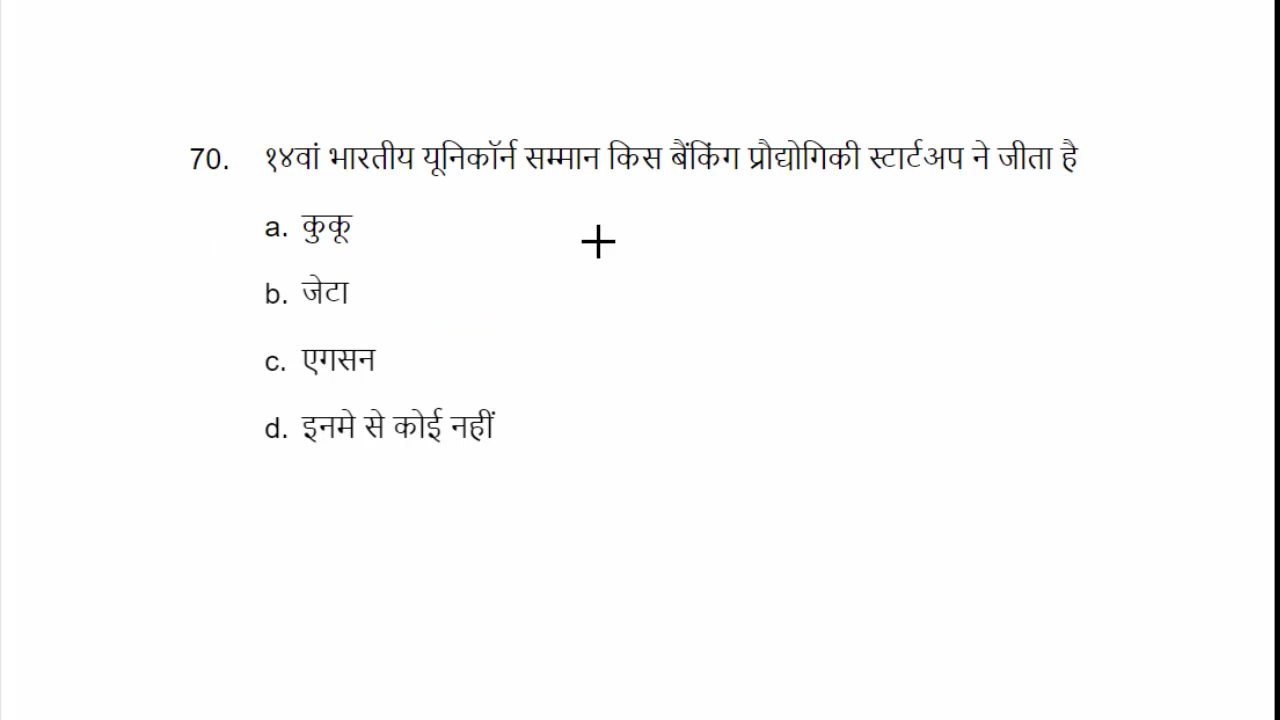 70. १४वां भारतीय यूनिकॉर्न सम्मान किस बैंकिंग प्रौद्योगिकी स्टार्टअप ने जीता है
a. कुकू
b. जेटा
c. एगसन
d. इनमे से कोई नहीं